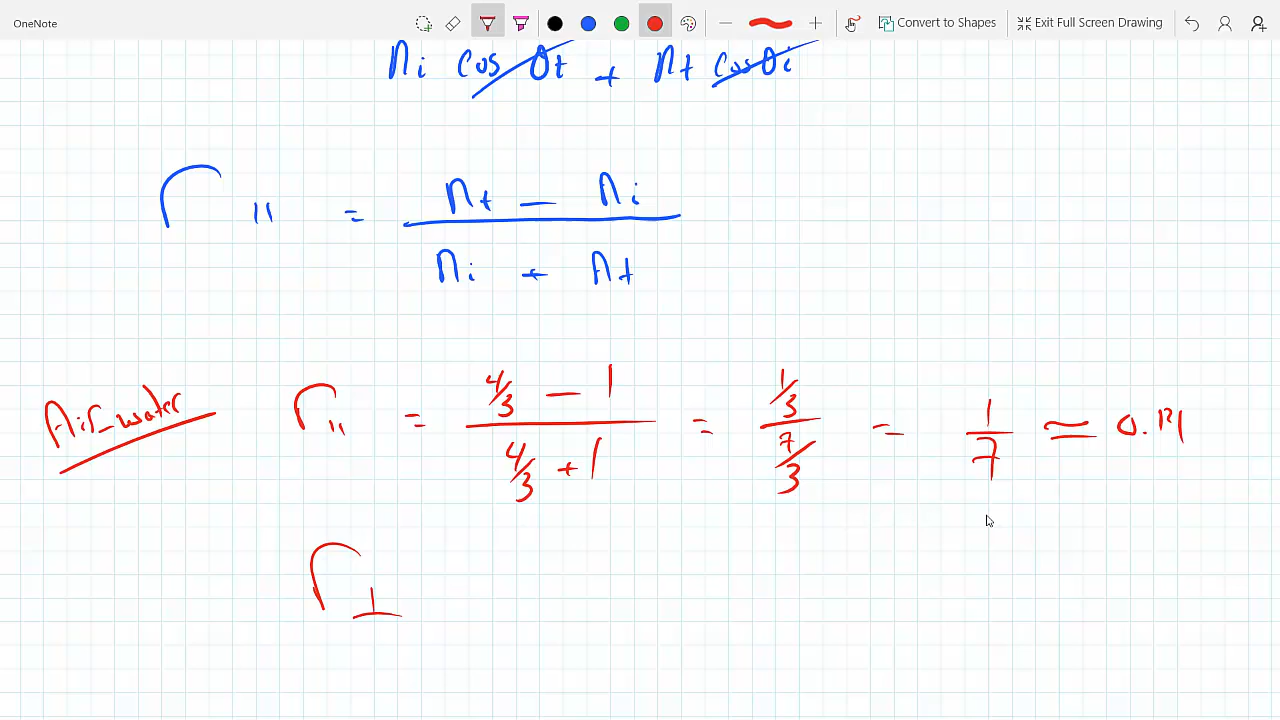 OneNote
Convert to Shapes
Exit Full Screen Drawing
ni cos θt + nt cos θi
r॥ = nt — ni
ni + nt
Air-water
r॥ = 4/3 — 1 = 1/3 = 1 ≈ 0.14
4/3 + 1 7/3 7
r⊥